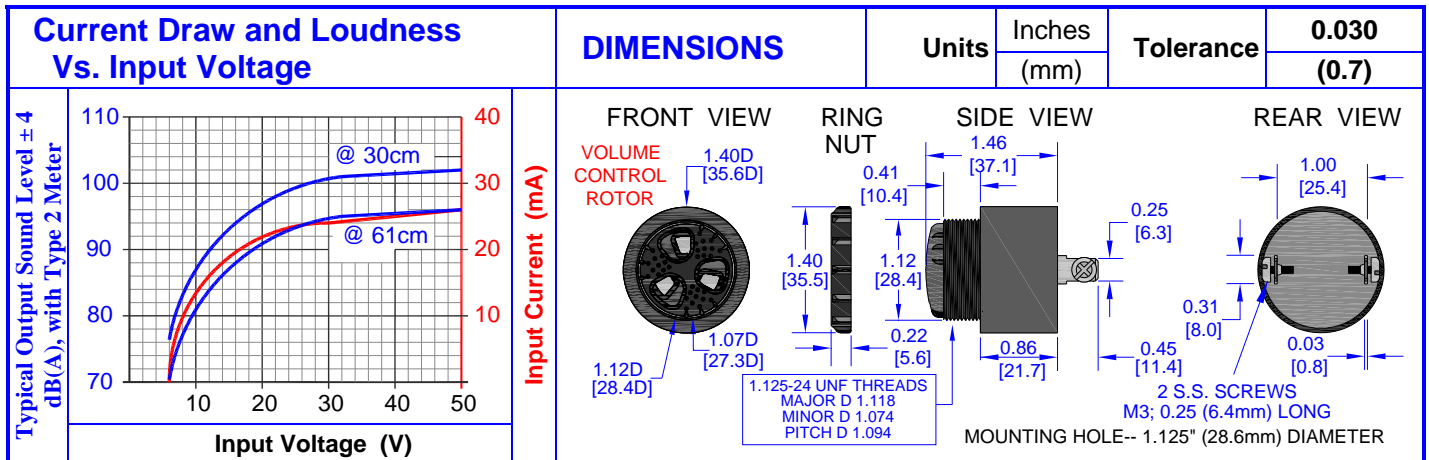 Current Draw and Loudness
Vs. Input Voltage
Typical Output Sound Level ± 4
dB(A), with Type 2 Meter
110
100
90
80
70
10 20 30 40 50
Input Voltage (V)
@ 30cm
@ 61cm
40
30
20
10
Input Current (mA)
DIMENSIONS
Units
Inches
(mm)
Tolerance
0.030
(0.7)
FRONT VIEW
VOLUME
CONTROL
ROTOR
1.40D
[35.6D]
1.12D
[28.4D]
1.07D
[27.3D]
RING
NUT
1.40
[35.5]
0.22
[5.6]
SIDE VIEW
1.46
[37.1]
0.41
[10.4]
1.12
[28.4]
0.25
[6.3]
0.86
[21.7]
0.45
[11.4]
1.125-24 UNF THREADS
MAJOR D 1.118
MINOR D 1.074
PITCH D 1.094
REAR VIEW
1.00
[25.4]
0.31
[8.0]
0.03
[0.8]
2 S.S. SCREWS
M3; 0.25 (6.4mm) LONG
MOUNTING HOLE-- 1.125" (28.6mm) DIAMETER